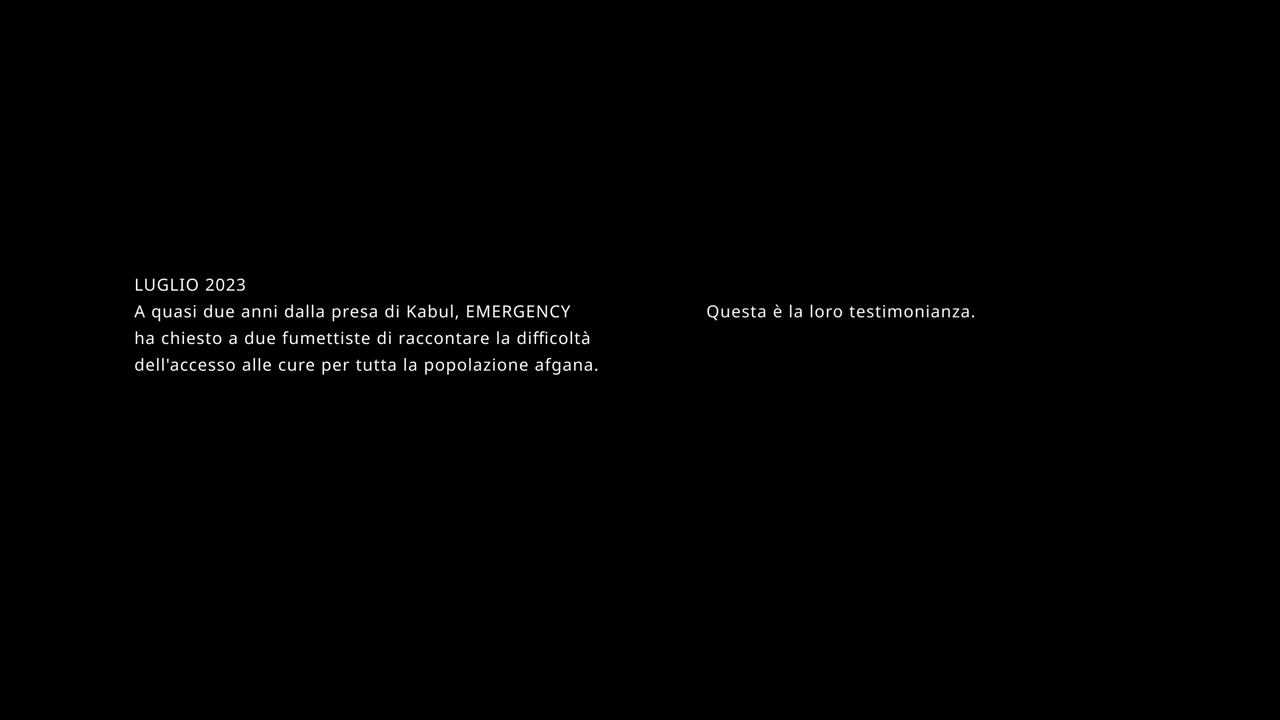 LUGLIO 2023
A quasi due anni dalla presa di Kabul, EMERGENCY
ha chiesto a due fumettiste di raccontare la difficoltà
dell'accesso alle cure per tutta la popolazione afgana.
Questa è la loro testimonianza.